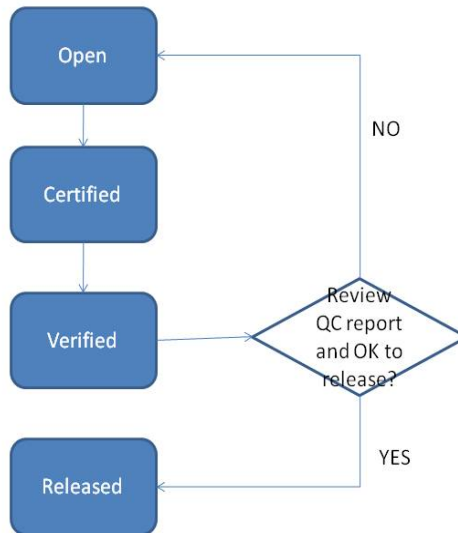 Open
NO
Certified
Verified
Review
QC report
and OK to
release?
YES
Released